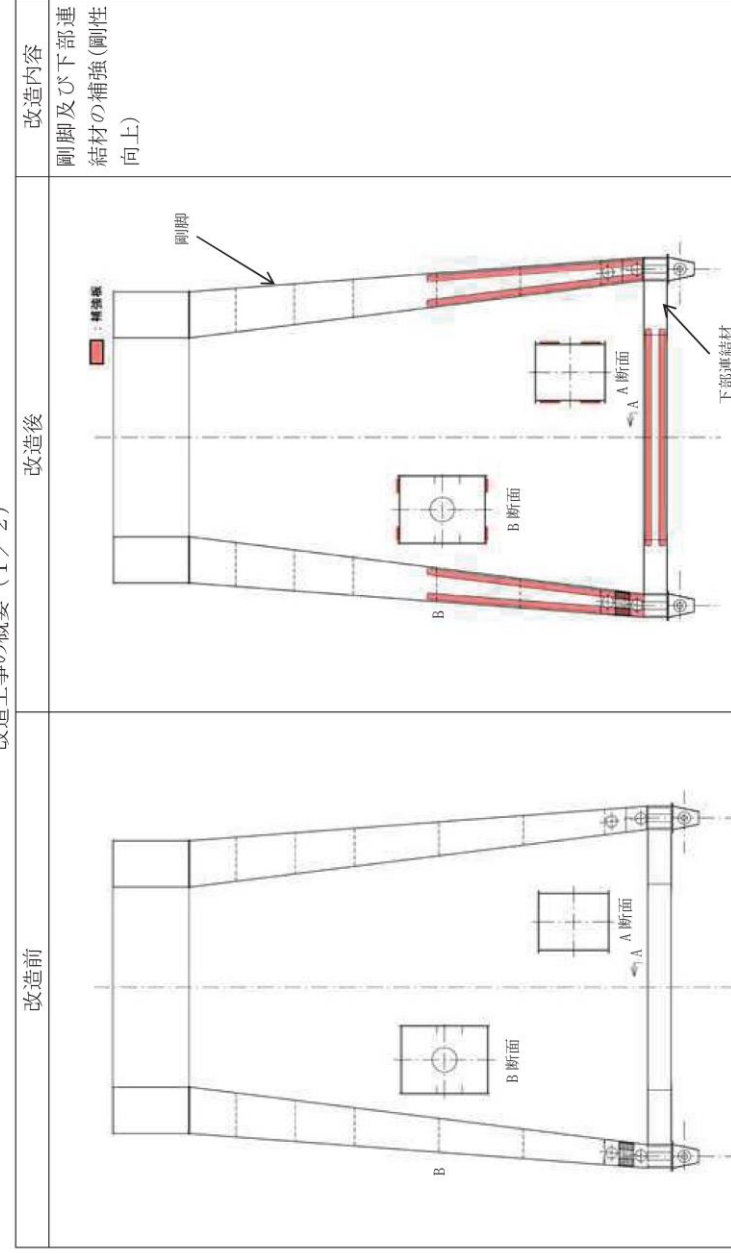 改造工事の概要（1／2）
改造前
改造後
改造内容
B
B断面
A断面
A
：補強板
剛脚
B
B断面
A断面
A
下部連結材
剛脚及び下部連
結材の補強(剛性
向上)